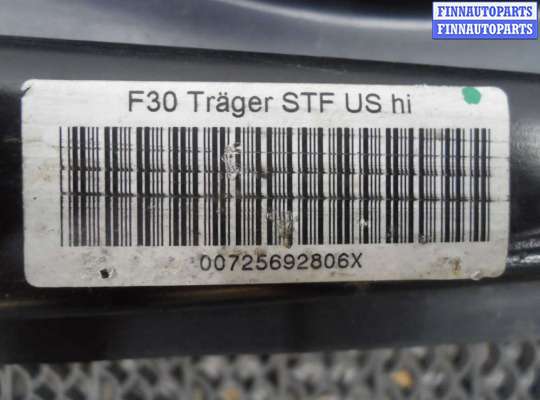 FINNAUTOPARTS
FINNAUTOPARTS
F30 Träger STF US hi
00725692806X